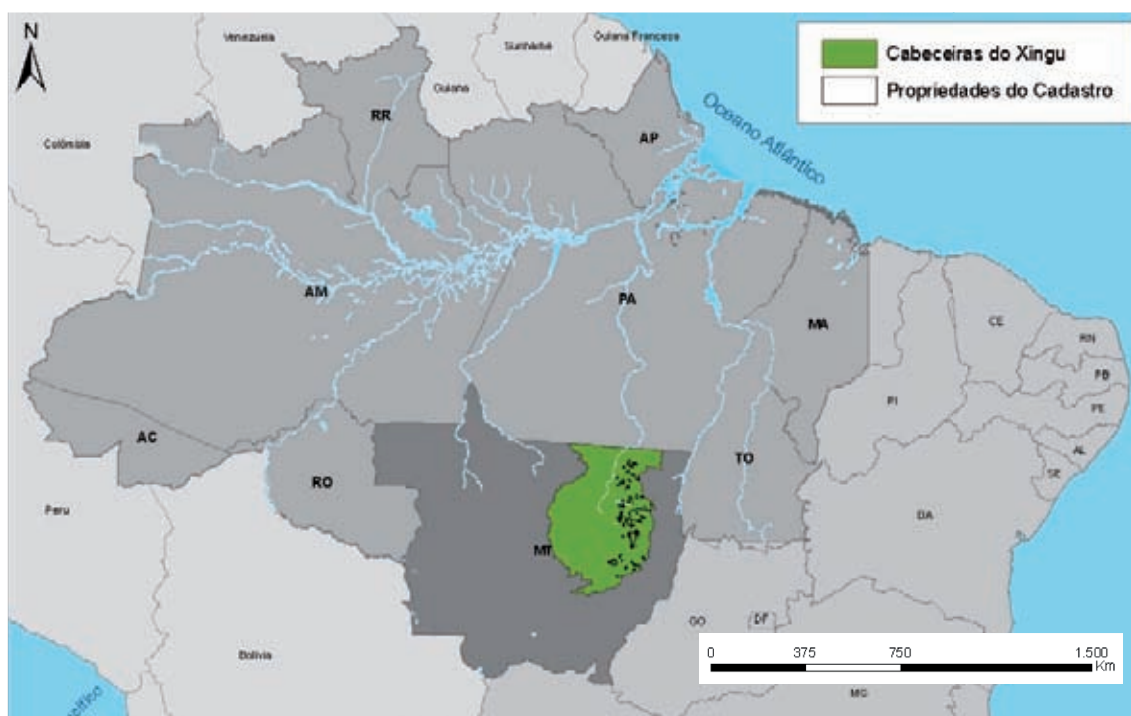 N
Venezuela
Suriname
Guiana Francesa
Guiana
Colômbia
Cabeceiras do Xingu
Propriedades do Cadastro
Oceano Atlântico
RR
AP
AM
PA
MA
CE
RN
PB
PI
PE
AL
SE
AC
RO
TO
BA
Peru
MT
GO
DF
Bolívia
0 375 750 1.500
Km
MG
cífico